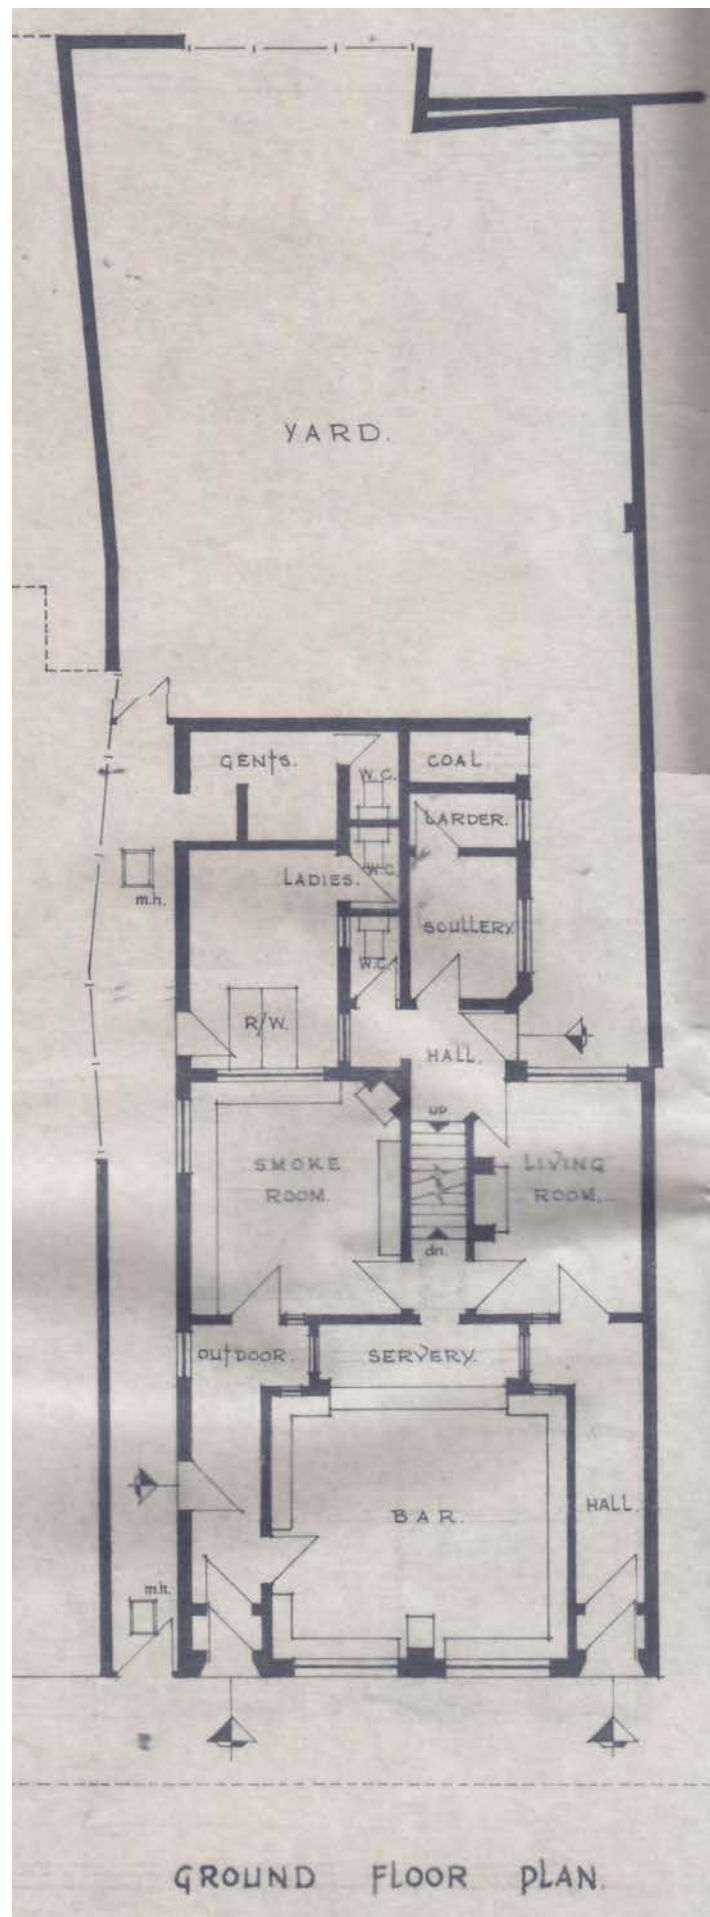 YARD.
GENTS.
W.C.
COAL.
LARDER.
W.C.
LADIES.
m.h.
SCULLERY.
W.C.
R/W.
HALL.
UP
SMOKE
ROOM.
LIVING
ROOM.
dn.
OUTDOOR.
SERVERY.
BAR.
HALL.
m.h.
GROUND FLOOR PLAN.